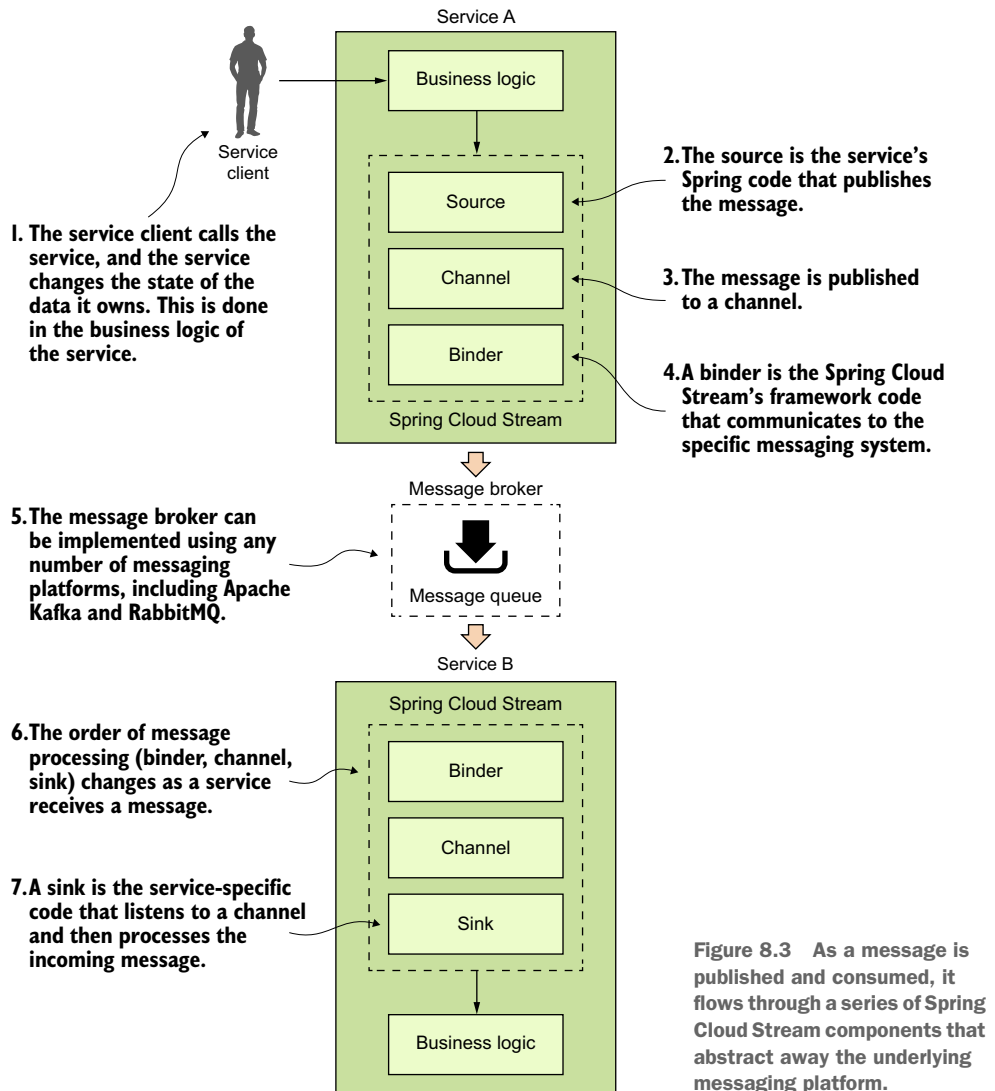 Service A
Business logic
Service
client
1. The service client calls the
service, and the service
changes the state of the
data it owns. This is done
in the business logic of
the service.
Source
2.The source is the service's
Spring code that publishes
the message.
Channel
3.The message is published
to a channel.
Binder
4.A binder is the Spring Cloud
Stream's framework code
that communicates to the
specific messaging system.
Spring Cloud Stream
Message broker
5.The message broker can
be implemented using any
number of messaging
platforms, including Apache
Kafka and RabbitMQ.
Message queue
Service B
Spring Cloud Stream
6.The order of message
processing (binder, channel,
sink) changes as a service
receives a message.
Binder
Channel
7.A sink is the service-specific
code that listens to a channel
and then processes the
incoming message.
Sink
Business logic
Figure 8.3 As a message is
published and consumed, it
flows through a series of Spring
Cloud Stream components that
abstract away the underlying
messaging platform.